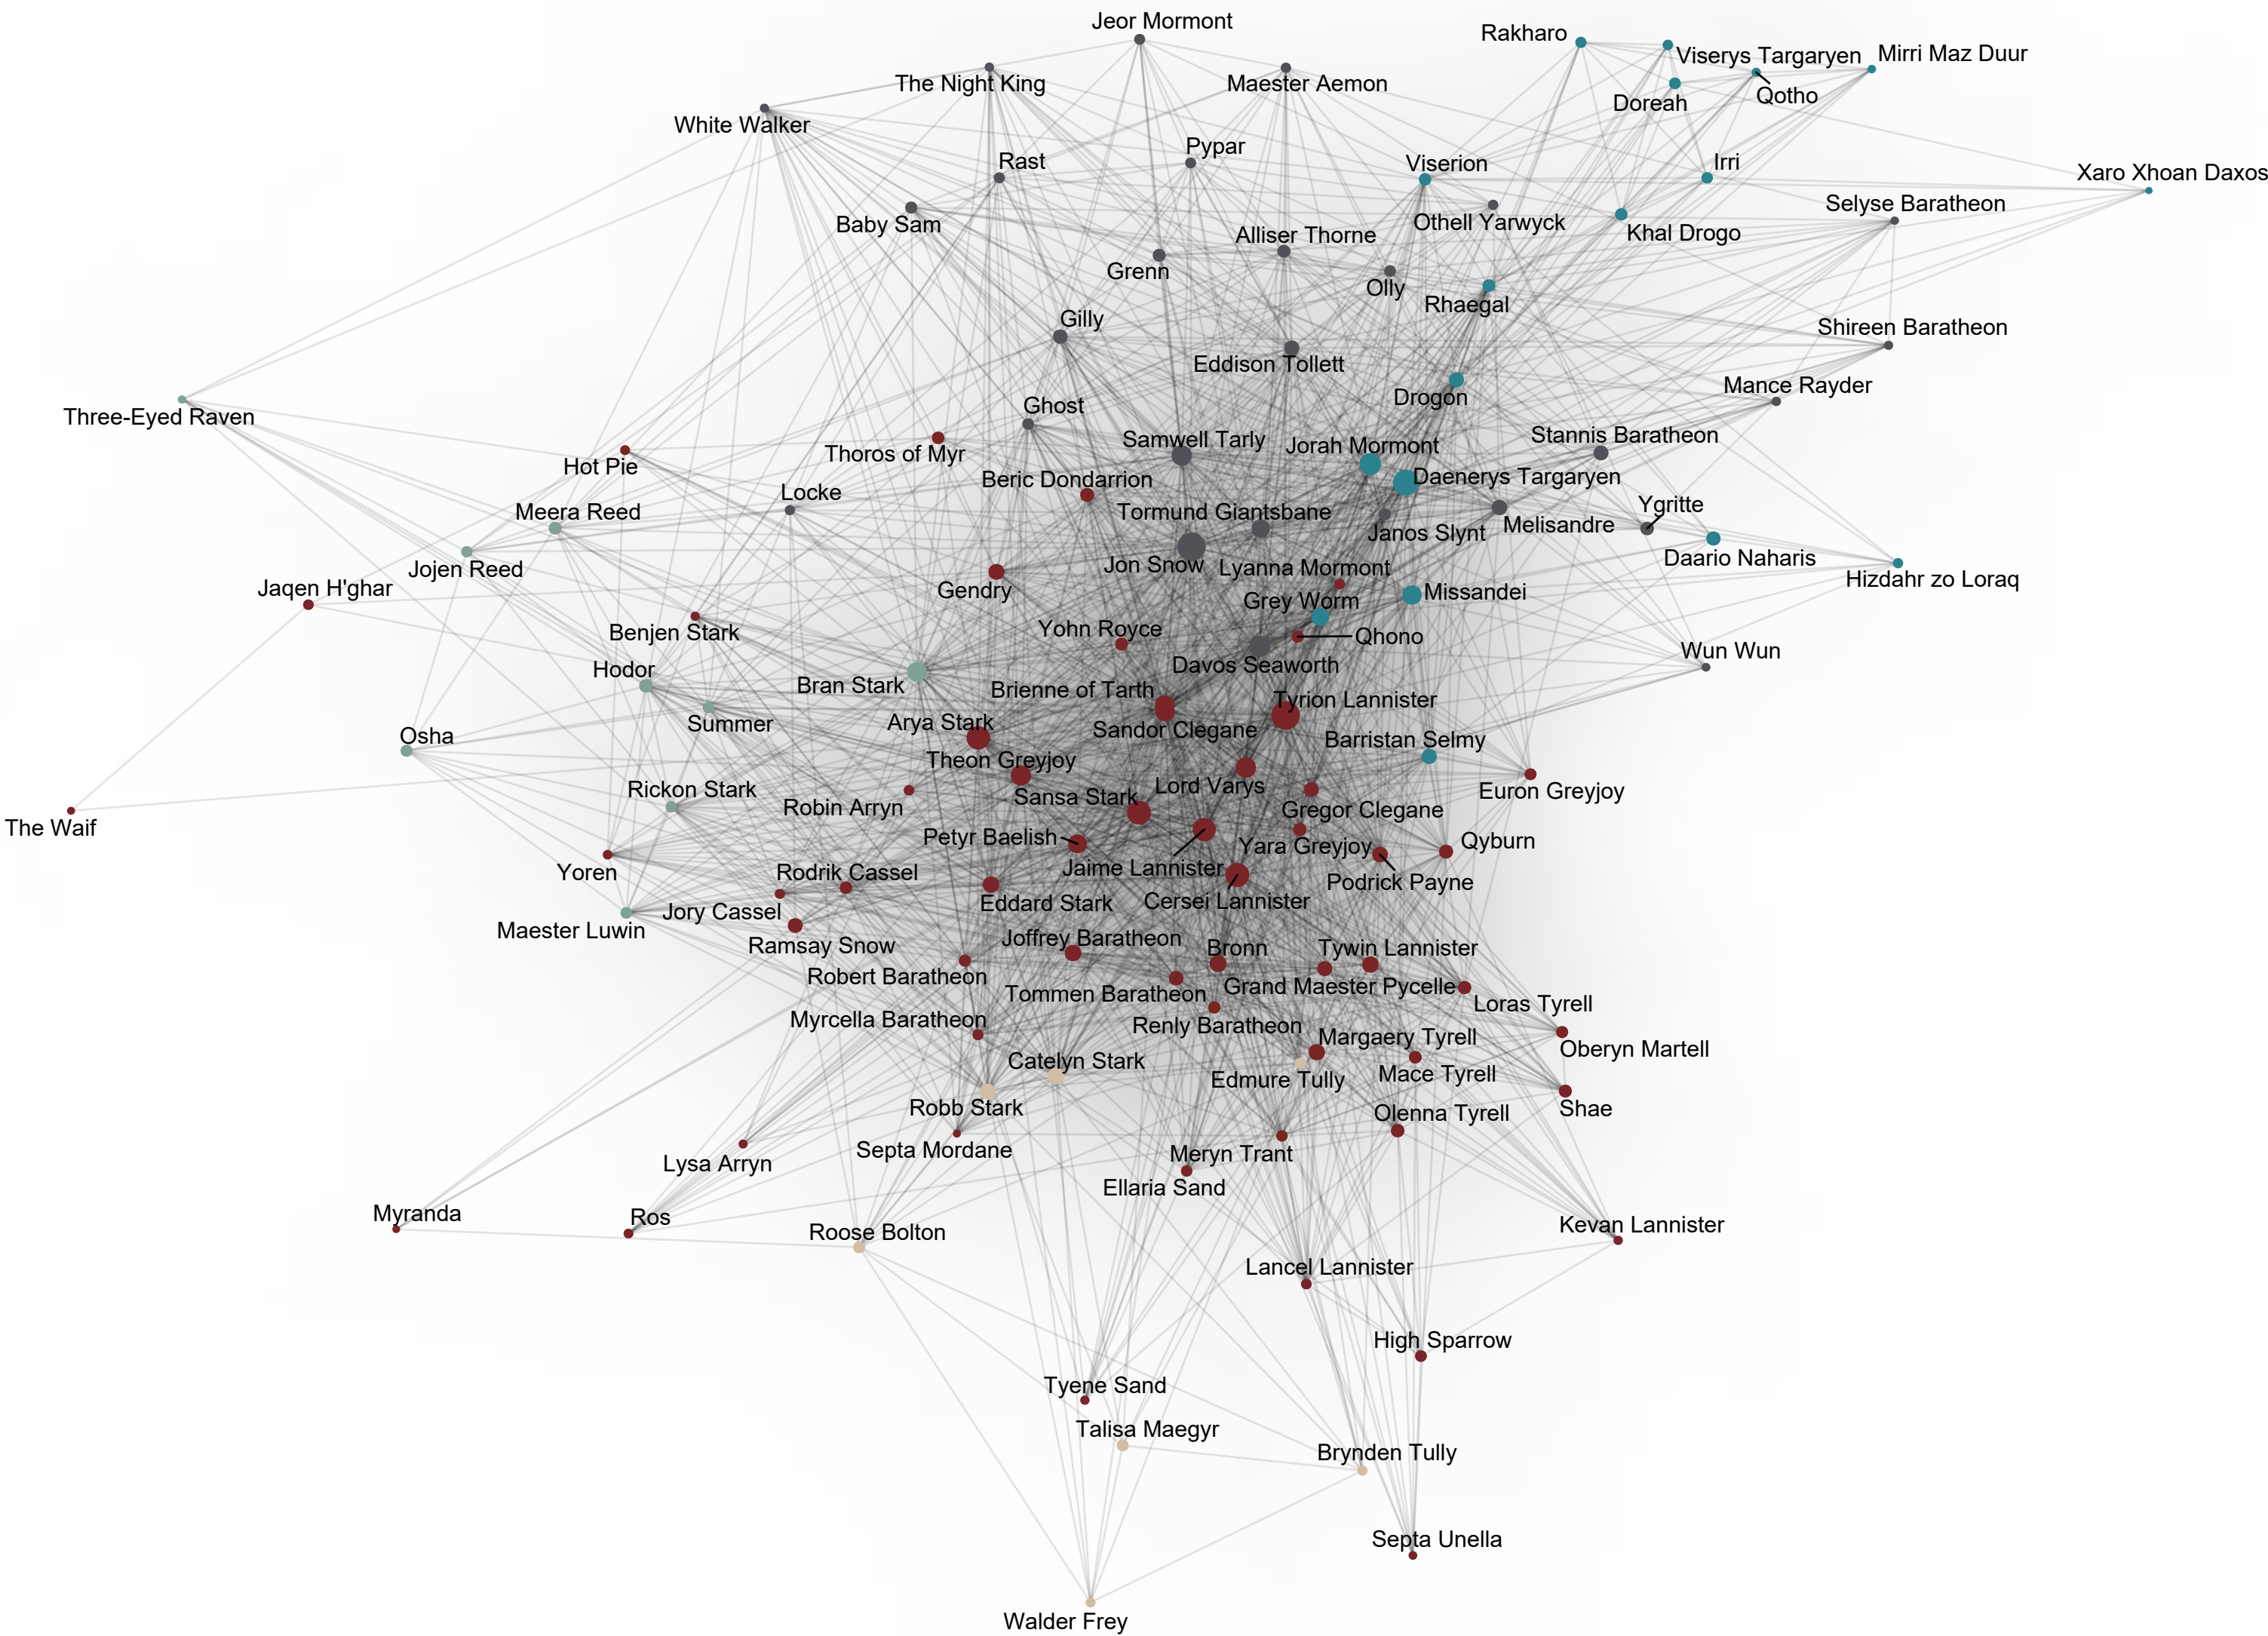 Jeor Mormont
Rakharo
Viserys Targaryen
Mirri Maz Duur
The Night King
Maester Aemon
Doreah
Qotho
White Walker
Pypar
Rast
Viserion
Irri
Xaro Xhoan Daxos
Selyse Baratheon
Baby Sam
Othell Yarwyck
Khal Drogo
Alliser Thorne
Grenn
Olly
Rhaegal
Gilly
Shireen Baratheon
Eddison Tollett
Mance Rayder
Drogon
Ghost
Three-Eyed Raven
Thoros of Myr
Samwell Tarly
Jorah Mormont
Stannis Baratheon
Hot Pie
Beric Dondarrion
Daenerys Targaryen
Locke
Ygritte
Meera Reed
Tormund Giantsbane
Janos Slynt
Melisandre
Daario Naharis
Jojen Reed
Jon Snow
Lyanna Mormont
Hizdahr zo Loraq
Jaqen H'ghar
Gendry
Grey Worm
Missandei
Benjen Stark
Yohn Royce
Qhono
Wun Wun
Hodor
Davos Seaworth
Bran Stark
Brienne of Tarth
Tyrion Lannister
Summer
Arya Stark
Sandor Clegane
Osha
Barristan Selmy
Theon Greyjoy
Lord Varys
Rickon Stark
Sansa Stark
Euron Greyjoy
Robin Arryn
Gregor Clegane
The Waif
Petyr Baelish
Yara Greyjoy
Qyburn
Yoren
Rodrik Cassel
Jaime Lannister
Podrick Payne
Jory Cassel
Eddard Stark
Cersei Lannister
Maester Luwin
Ramsay Snow
Joffrey Baratheon
Bronn
Tywin Lannister
Robert Baratheon
Tommen Baratheon
Grand Maester Pycelle
Loras Tyrell
Myrcella Baratheon
Renly Baratheon
Margaery Tyrell
Oberyn Martell
Catelyn Stark
Edmure Tully
Mace Tyrell
Robb Stark
Olenna Tyrell
Shae
Septa Mordane
Meryn Trant
Lysa Arryn
Ellaria Sand
Myranda
Ros
Roose Bolton
Kevan Lannister
Lancel Lannister
High Sparrow
Tyene Sand
Talisa Maegyr
Brynden Tully
Septa Unella
Walder Frey